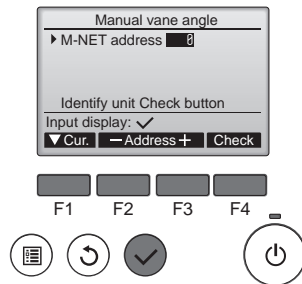 Manual vane angle
M-NET address 0
Identify unit Check button
Input display: ✓
▼ Cur. − Address + Check
F1 F2 F3 F4